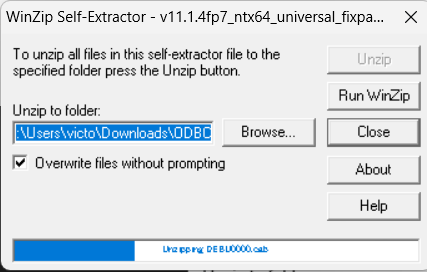 WinZip Self-Extractor - v11.1.4fp7_ntx64_universal_fixpa...
To unzip all files in this self-extractor file to the
specified folder press the Unzip button.
Unzip to folder:
:\Users\victo\Downloads\ODBC
Browse...
Overwrite files without prompting
Unzip
Run WinZip
Close
About
Help
Unzipping DEBU0000.cab